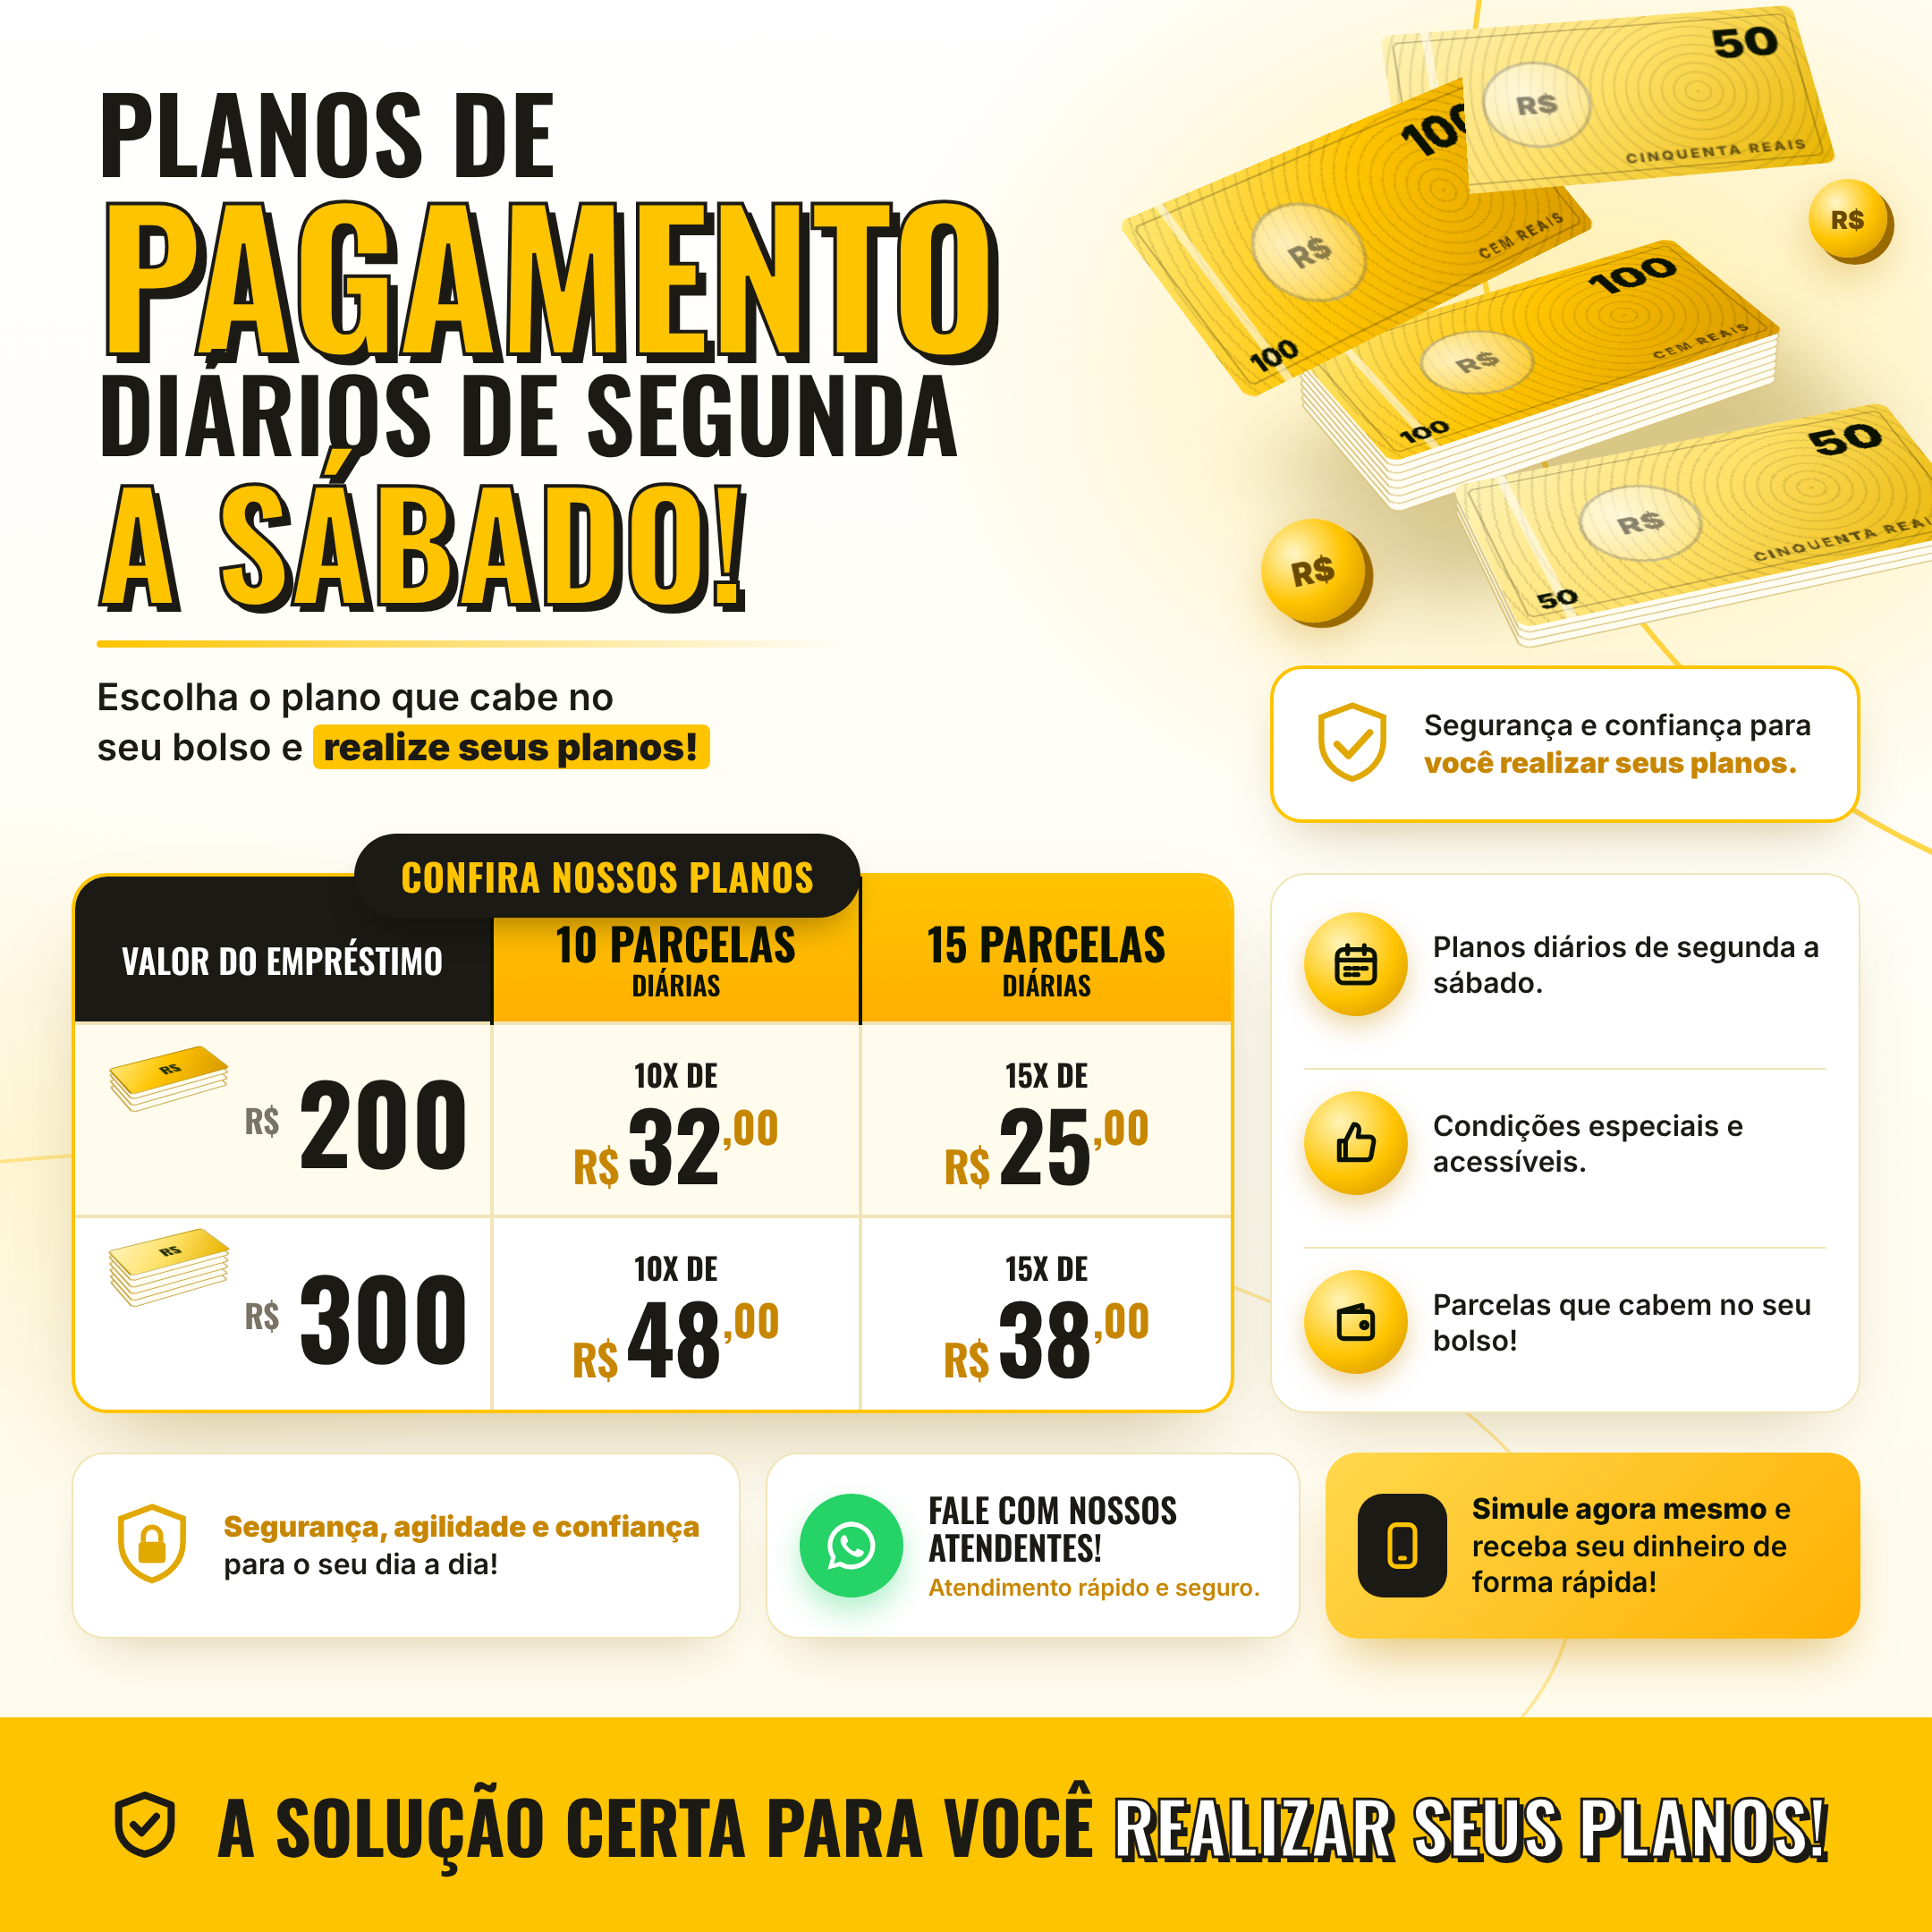 PLANOS DE
PAGAMENTO
DIÁRIOS DE SEGUNDA
A SÁBADO!
Escolha o plano que cabe no
seu bolso e realize seus planos!
50
R$
CINQUENTA REAIS
100
R$
CEM REAIS
100
R$
100
R$
CEM REAIS
100
50
R$
CINQUENTA REAIS
50
R$
Segurança e confiança para
você realizar seus planos.
CONFIRA NOSSOS PLANOS
VALOR DO EMPRÉSTIMO
10 PARCELAS
DIÁRIAS
15 PARCELAS
DIÁRIAS
R$
R$ 200
10X DE
R$ 32,00
15X DE
R$ 25,00
R$
R$ 300
10X DE
R$ 48,00
15X DE
R$ 38,00
Planos diários de segunda a
sábado.
Condições especiais e
acessíveis.
Parcelas que cabem no seu
bolso!
Segurança, agilidade e confiança
para o seu dia a dia!
FALE COM NOSSOS
ATENDENTES!
Atendimento rápido e seguro.
Simule agora mesmo e
receba seu dinheiro de
forma rápida!
A SOLUÇÃO CERTA PARA VOCÊ REALIZAR SEUS PLANOS!